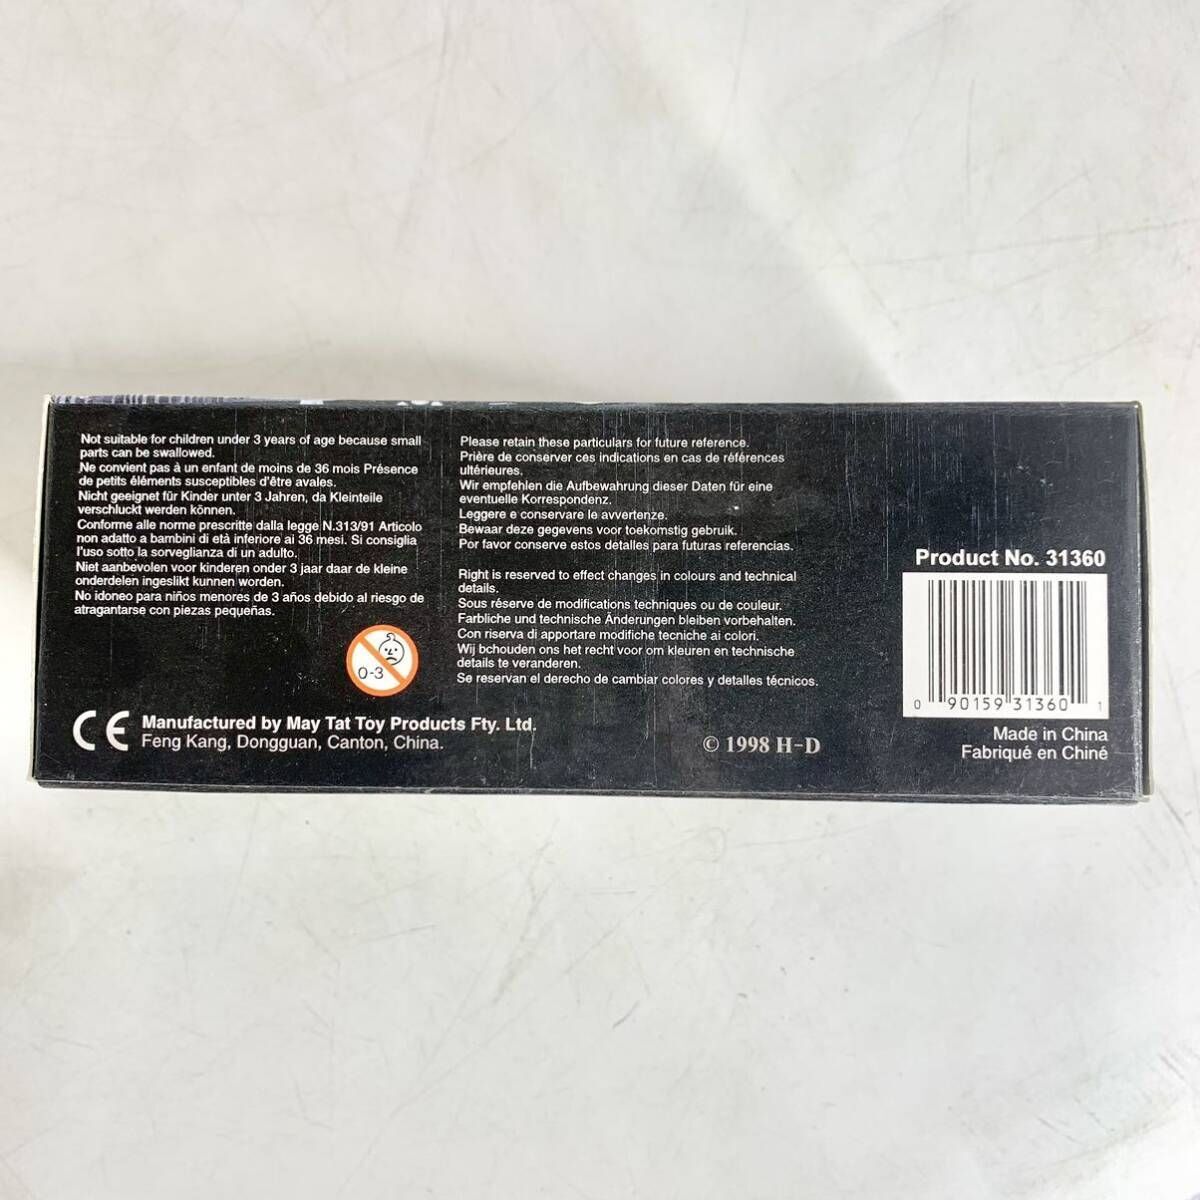 Not suitable for children under 3 years of age because small
parts can be swallowed.
Ne convient pas à un enfant de moins de 36 mois Présence
de petits éléments susceptibles d'être avales.
Nicht geeignet für Kinder unter 3 Jahren, da Kleinteile
verschluckt werden können.
Conforme alle norme prescritte dalla legge N.313/91 Articolo
non adatto a bambini di età inferiore ai 36 mesi. Si consiglia
l'uso sotto la sorveglianza di un adulto.
Niet aanbevolen voor kinderen onder 3 jaar daar de kleine
onderdelen ingeslikt kunnen worden.
No idoneo para niños menores de 3 años debido al riesgo de
atragantarse con piezas pequeñas.
0-3
CE Manufactured by May Tat Toy Products Fty. Ltd.
Feng Kang, Dongguan, Canton, China.
Please retain these particulars for future reference.
Prière de conserver ces indications en cas de références
ultérieures.
Wir empfehlen die Aufbewahrung dieser Daten für eine
eventuelle Korrespondenz.
Leggere e conservare le avvertenze.
Bewaar deze gegevens voor toekomstig gebruik.
Por favor conserve estos detalles para futuras referencias.
Right is reserved to effect changes in colours and technical
details.
Sous réserve de modifications techniques ou de couleur.
Farbliche und technische Änderungen bleiben vorbehalten.
Con riserva di apportare modifiche tecniche ai colori.
Wij bchouden ons het recht voor om kleuren en technische
details te veranderen.
Se reservan el derecho de cambiar colores y detalles técnicos.
© 1998 H-D
Product No. 31360
0 90159 31360 1
Made in China
Fabriqué en Chiné